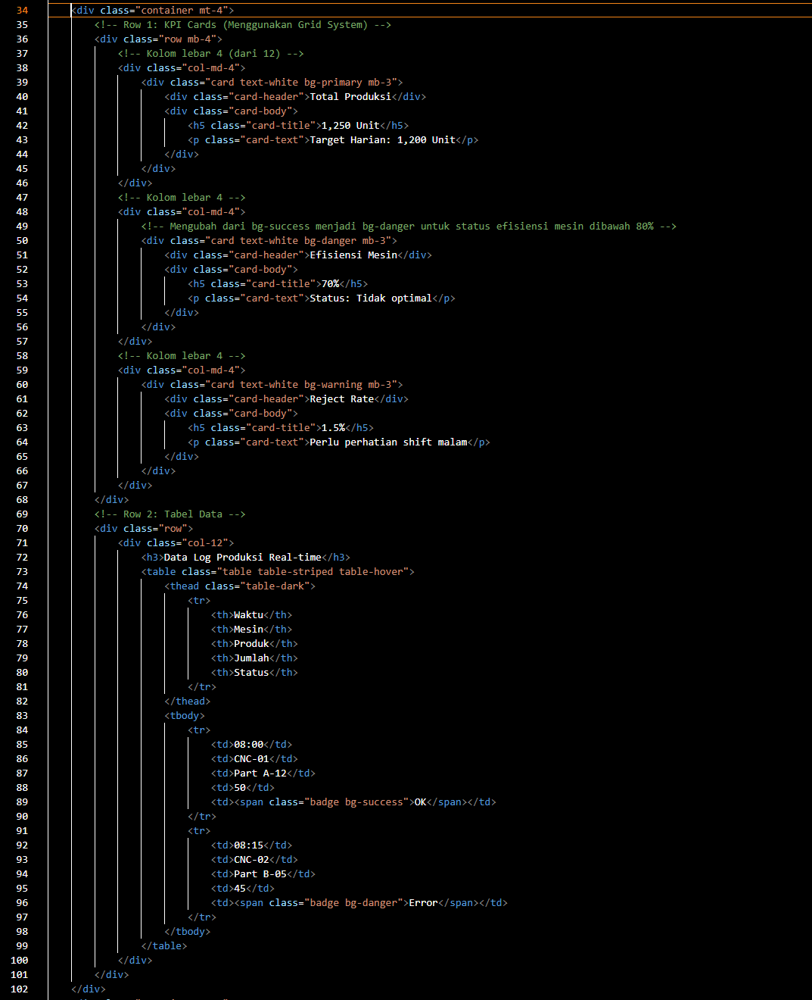 34 <div class="container mt-4">
35 <!-- Row 1: KPI Cards (Menggunakan Grid System) -->
36 <div class="row mb-4">
37 <!-- Kolom lebar 4 (dari 12) -->
38 <div class="col-md-4">
39 <div class="card text-white bg-primary mb-3">
40 <div class="card-header">Total Produksi</div>
41 <div class="card-body">
42 <h5 class="card-title">1,250 Unit</h5>
43 <p class="card-text">Target Harian: 1,200 Unit</p>
44 </div>
45 </div>
46 </div>
47 <!-- Kolom lebar 4 -->
48 <div class="col-md-4">
49 <!-- Mengubah dari bg-success menjadi bg-danger untuk status efisiensi mesin dibawah 80% -->
50 <div class="card text-white bg-danger mb-3">
51 <div class="card-header">Efisiensi Mesin</div>
52 <div class="card-body">
53 <h5 class="card-title">70%</h5>
54 <p class="card-text">Status: Tidak optimal</p>
55 </div>
56 </div>
57 </div>
58 <!-- Kolom lebar 4 -->
59 <div class="col-md-4">
60 <div class="card text-white bg-warning mb-3">
61 <div class="card-header">Reject Rate</div>
62 <div class="card-body">
63 <h5 class="card-title">1.5%</h5>
64 <p class="card-text">Perlu perhatian shift malam</p>
65 </div>
66 </div>
67 </div>
68 </div>
69 <!-- Row 2: Tabel Data -->
70 <div class="row">
71 <div class="col-12">
72 <h3>Data Log Produksi Real-time</h3>
73 <table class="table table-striped table-hover">
74 <thead class="table-dark">
75 <tr>
76 <th>Waktu</th>
77 <th>Mesin</th>
78 <th>Produk</th>
79 <th>Jumlah</th>
80 <th>Status</th>
81 </tr>
82 </thead>
83 <tbody>
84 <tr>
85 <td>08:00</td>
86 <td>CNC-01</td>
87 <td>Part A-12</td>
88 <td>50</td>
89 <td><span class="badge bg-success">OK</span></td>
90 </tr>
91 <tr>
92 <td>08:15</td>
93 <td>CNC-02</td>
94 <td>Part B-05</td>
95 <td>45</td>
96 <td><span class="badge bg-danger">Error</span></td>
97 </tr>
98 </tbody>
99 </table>
100 </div>
101 </div>
102 </div>